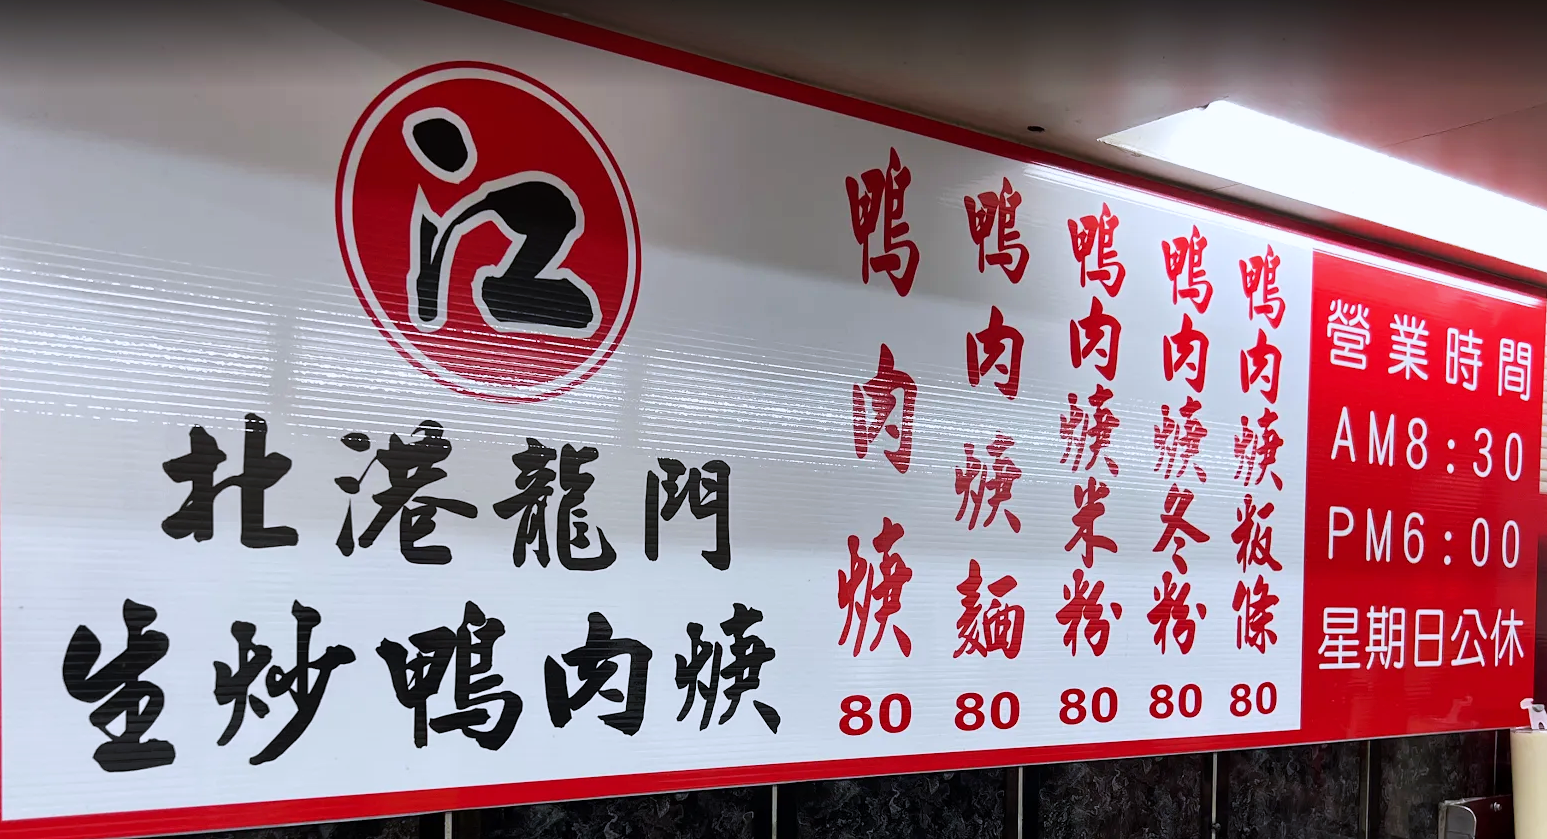 北港龍門
生炒鴨肉焿
鴨肉焿 80
鴨肉焿麵 80
鴨肉焿米粉 80
鴨肉焿冬粉 80
鴨肉焿粄條 80
營業時間
AM8:30
PM6:00
星期日公休